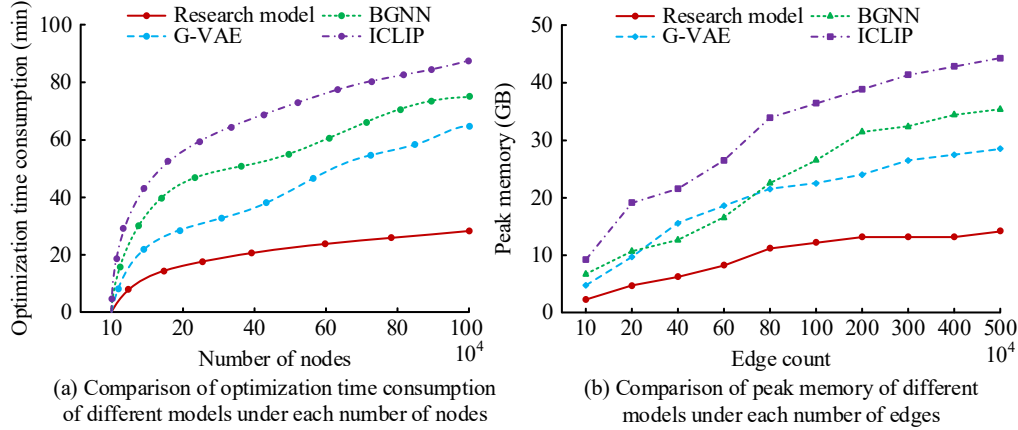 Research model
BGNN
G-VAE
ICLIP
Optimization time consumption (min)
100
80
60
40
20
0
10 20 40 60 80 100
10⁴
Number of nodes
(a) Comparison of optimization time consumption
of different models under each number of nodes
Research model
BGNN
G-VAE
ICLIP
Peak memory (GB)
50
40
30
20
10
0
10 20 40 60 80 100 200 300 400 500
10⁴
Edge count
(b) Comparison of peak memory of different
models under each number of edges